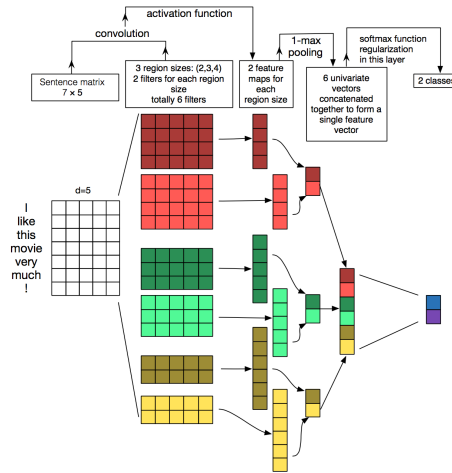 activation function
convolution
1-max
pooling
softmax function
regularization
in this layer
Sentence matrix
7 × 5
3 region sizes: (2,3,4)
2 filters for each region
size
totally 6 filters
2 feature
maps for
each
region size
6 univariate
vectors
concatenated
together to form a
single feature
vector
2 classes
d=5
I
like
this
movie
very
much
!